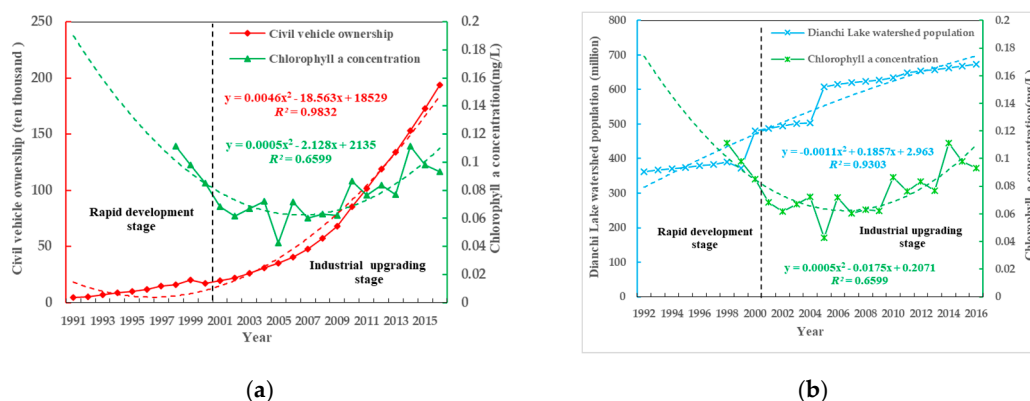 Civil vehicle ownership (ten thousand)
250
200
150
100
50
0
Civil vehicle ownership
Chlorophyll a concentration
y = 0.0046x² - 18.563x + 18529
R² = 0.9832
y = 0.0005x² - 2.128x + 2135
R² = 0.6599
Rapid development
stage
Industrial upgrading
stage
0.2
0.18
0.16
0.14
0.12
0.1
0.08
0.06
0.04
0.02
0
Chlorophyll a concentration(mg/L)
1991 1993 1995 1997 1999 2001 2003 2005 2007 2009 2011 2013 2015
Year
(a)
Dianchi Lake watershed population (million)
800
700
600
500
400
300
200
100
0
Dianchi Lake watershed population
Chlorophyll a concentration
y = -0.0011x² + 0.1857x + 2.963
R² = 0.9303
Rapid development
stage
Industrial upgrading
stage
y = 0.0005x² - 0.0175x + 0.2071
R² = 0.6599
0.2
0.18
0.16
0.14
0.12
0.1
0.08
0.06
0.04
0.02
0
1992 1994 1996 1998 2000 2002 2004 2006 2008 2010 2012 2014 2016
Year
(b)